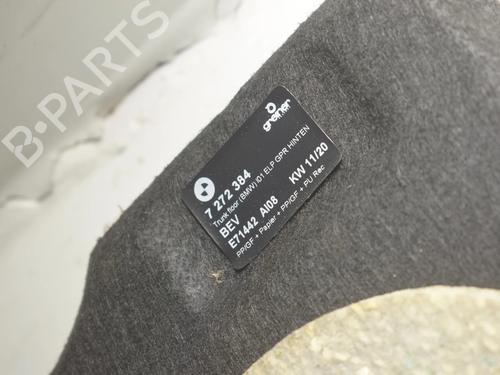 B-PARTS
greiner
7 272 384
Trunk floor (BMW) I01 ELP GPR HINTEN
BEV
E71442 AI08 KW 11/20
PP/GF + Papier + PP/GF + PU Rec